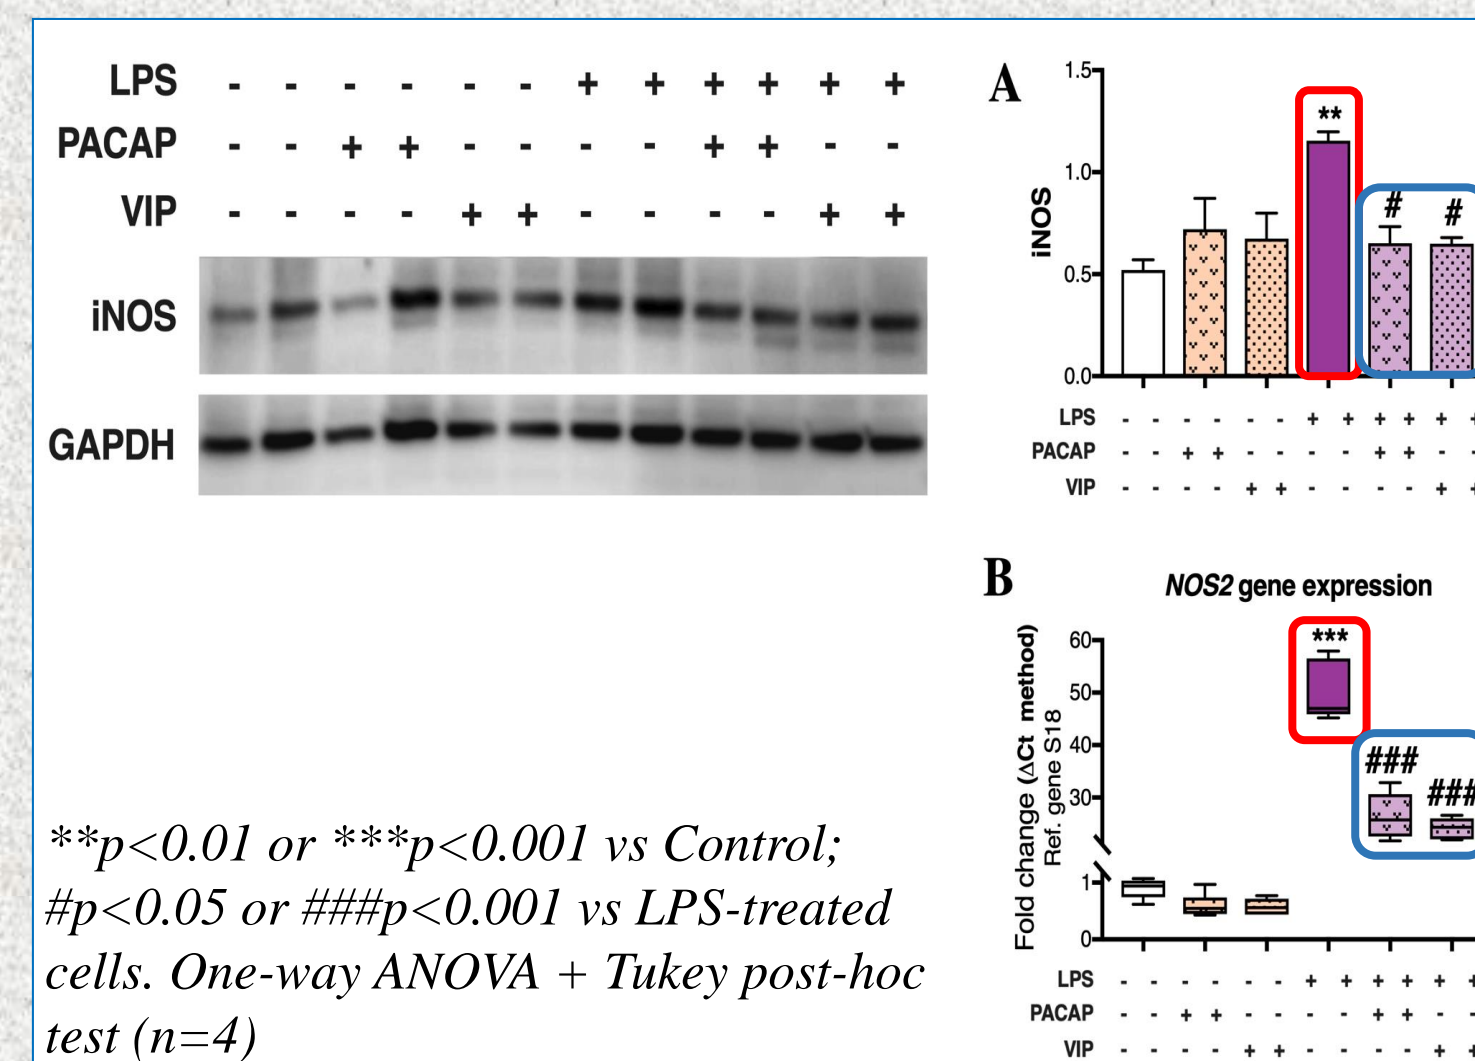 LPS - - - - - - + + + + + +
PACAP - - + + - - - - + + - -
VIP - - - - + + - - - - + +
iNOS
GAPDH
**p<0.01 or ***p<0.001 vs Control;
#p<0.05 or ###p<0.001 vs LPS-treated
cells. One-way ANOVA + Tukey post-hoc
test (n=4)
A
iNOS
1.5
1.0
0.5
0.0
**
# #
LPS - - - - - - + + + + + +
PACAP - - + + - - - - + + - -
VIP - - - - + + - - - - + +
B
NOS2 gene expression
Fold change (ΔCt method)
Ref. gene S18
60
50
40
30
1
0
***
###
###
LPS - - - - - - + + + + + +
PACAP - - + + - - - - + + - -
VIP - - - - + + - - - - + +